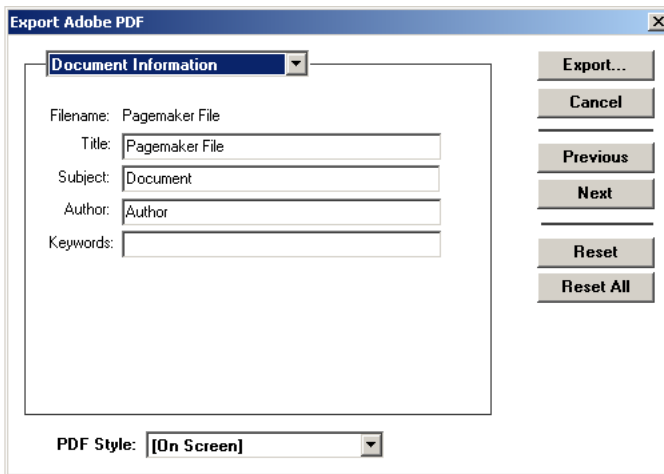 Export Adobe PDF
Document Information
Filename: Pagemaker File
Title: Pagemaker File
Subject: Document
Author: Author
Keywords:
PDF Style: [On Screen]
Export...
Cancel
Previous
Next
Reset
Reset All